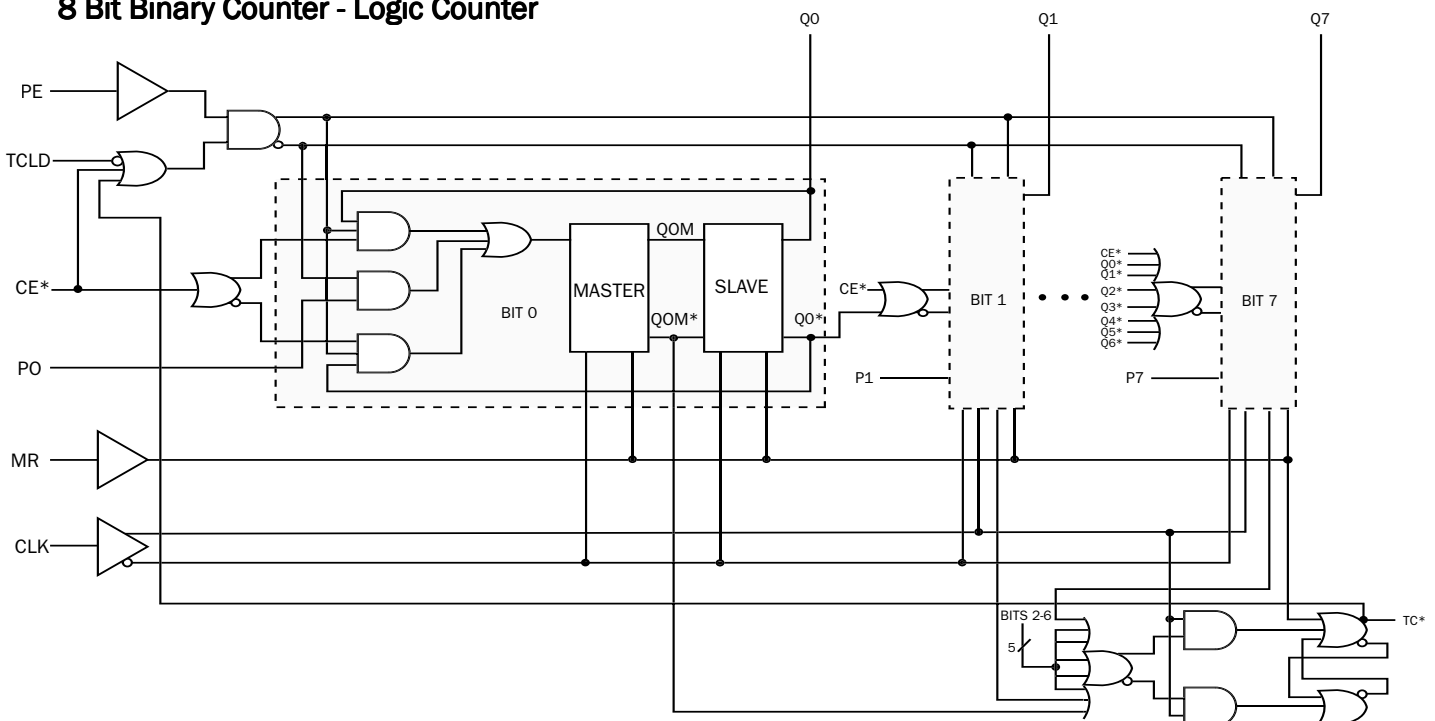 8 Bit Binary Counter - Logic Counter
Q0
Q1
Q7
PE
TCLD
CE*
PO
MR
CLK
BIT 0
MASTER
QOM
QOM*
SLAVE
QO*
CE*
P1
BIT 1
CE*
Q0*
Q1*
Q2*
Q3*
Q4*
Q5*
Q6*
P7
BIT 7
BITS 2-6
5
TC*